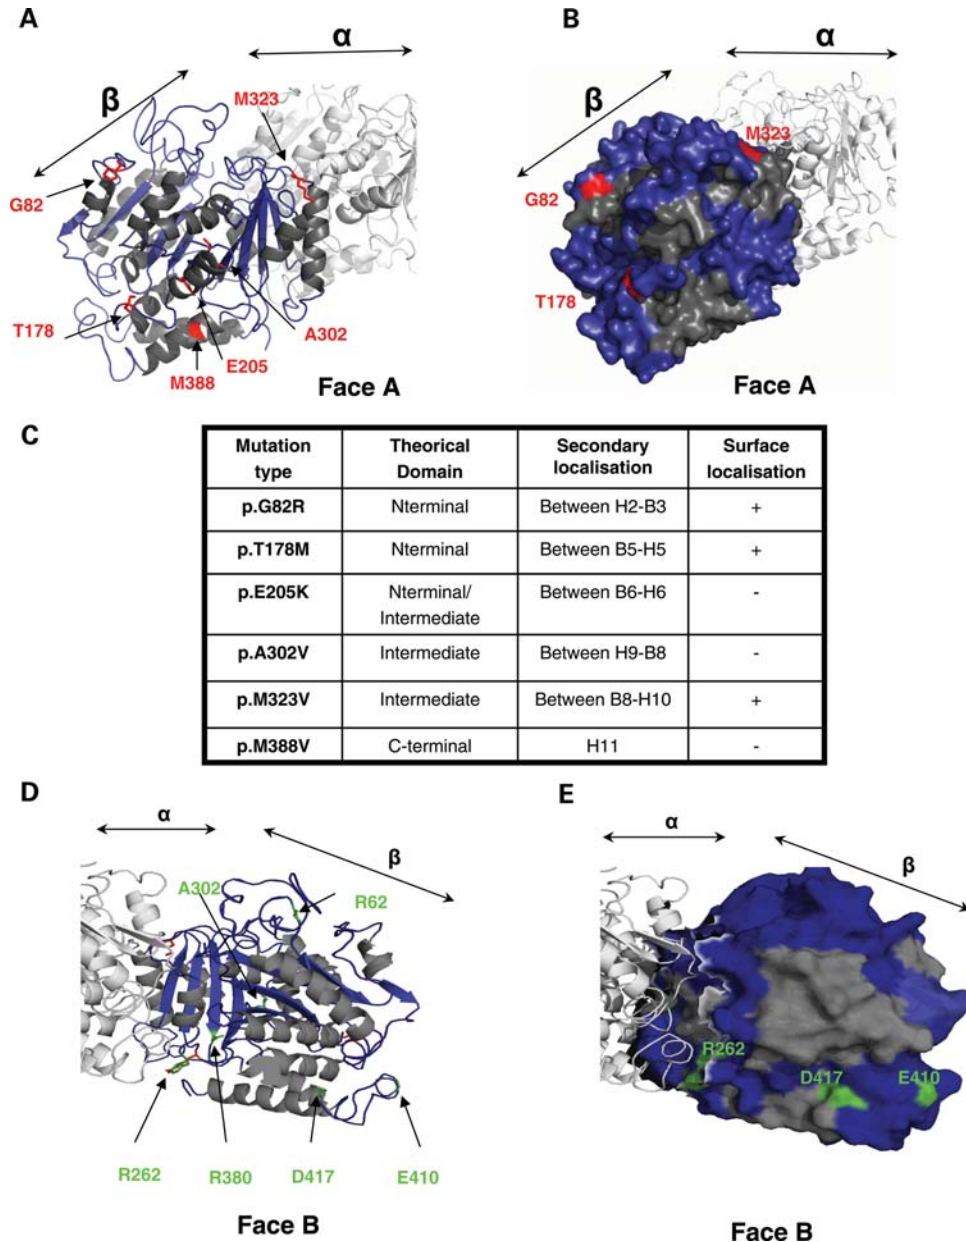 A
α
β
M323
G82
T178
A302
E205
M388
Face A
B
α
β
M323
G82
T178
Face A
C
Mutation type | Theorical Domain | Secondary localisation | Surface localisation
p.G82R | Nterminal | Between H2-B3 | +
p.T178M | Nterminal | Between B5-H5 | +
p.E205K | Nterminal/ Intermediate | Between B6-H6 | -
p.A302V | Intermediate | Between H9-B8 | -
p.M323V | Intermediate | Between B8-H10 | +
p.M388V | C-terminal | H11 | -
D
α
β
A302
R62
R262
R380
D417
E410
Face B
E
α
β
R262
D417
E410
Face B